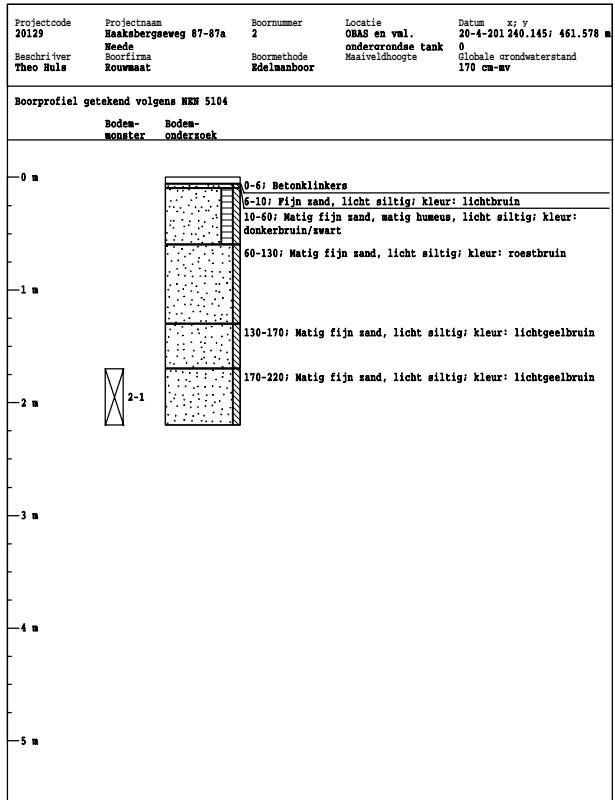 Projectcode Projectnaam Boornummer Locatie Datum x; y
20129 Haaksbergseweg 87-87a 2 OBAS en vml. 20-4-201 240.145; 461.578 m
Neede ondergrondse tank 0
Beschrijver Boorfirma Boormethode Maaiveldhoogte Globale grondwaterstand
Theo Huls Rouwmaat Edelmanboor 170 cm-mv
Boorprofiel getekend volgens NEN 5104
Bodem- Bodem-
monster onderzoek
0 m
0-6; Betonklinkers
6-10; Fijn zand, licht siltig; kleur: lichtbruin
10-60; Matig fijn zand, matig humeus, licht siltig; kleur:
donkerbruin/zwart
60-130; Matig fijn zand, licht siltig; kleur: roestbruin
1 m
130-170; Matig fijn zand, licht siltig; kleur: lichtgeelbruin
170-220; Matig fijn zand, licht siltig; kleur: lichtgeelbruin
2-1
2 m
3 m
4 m
5 m